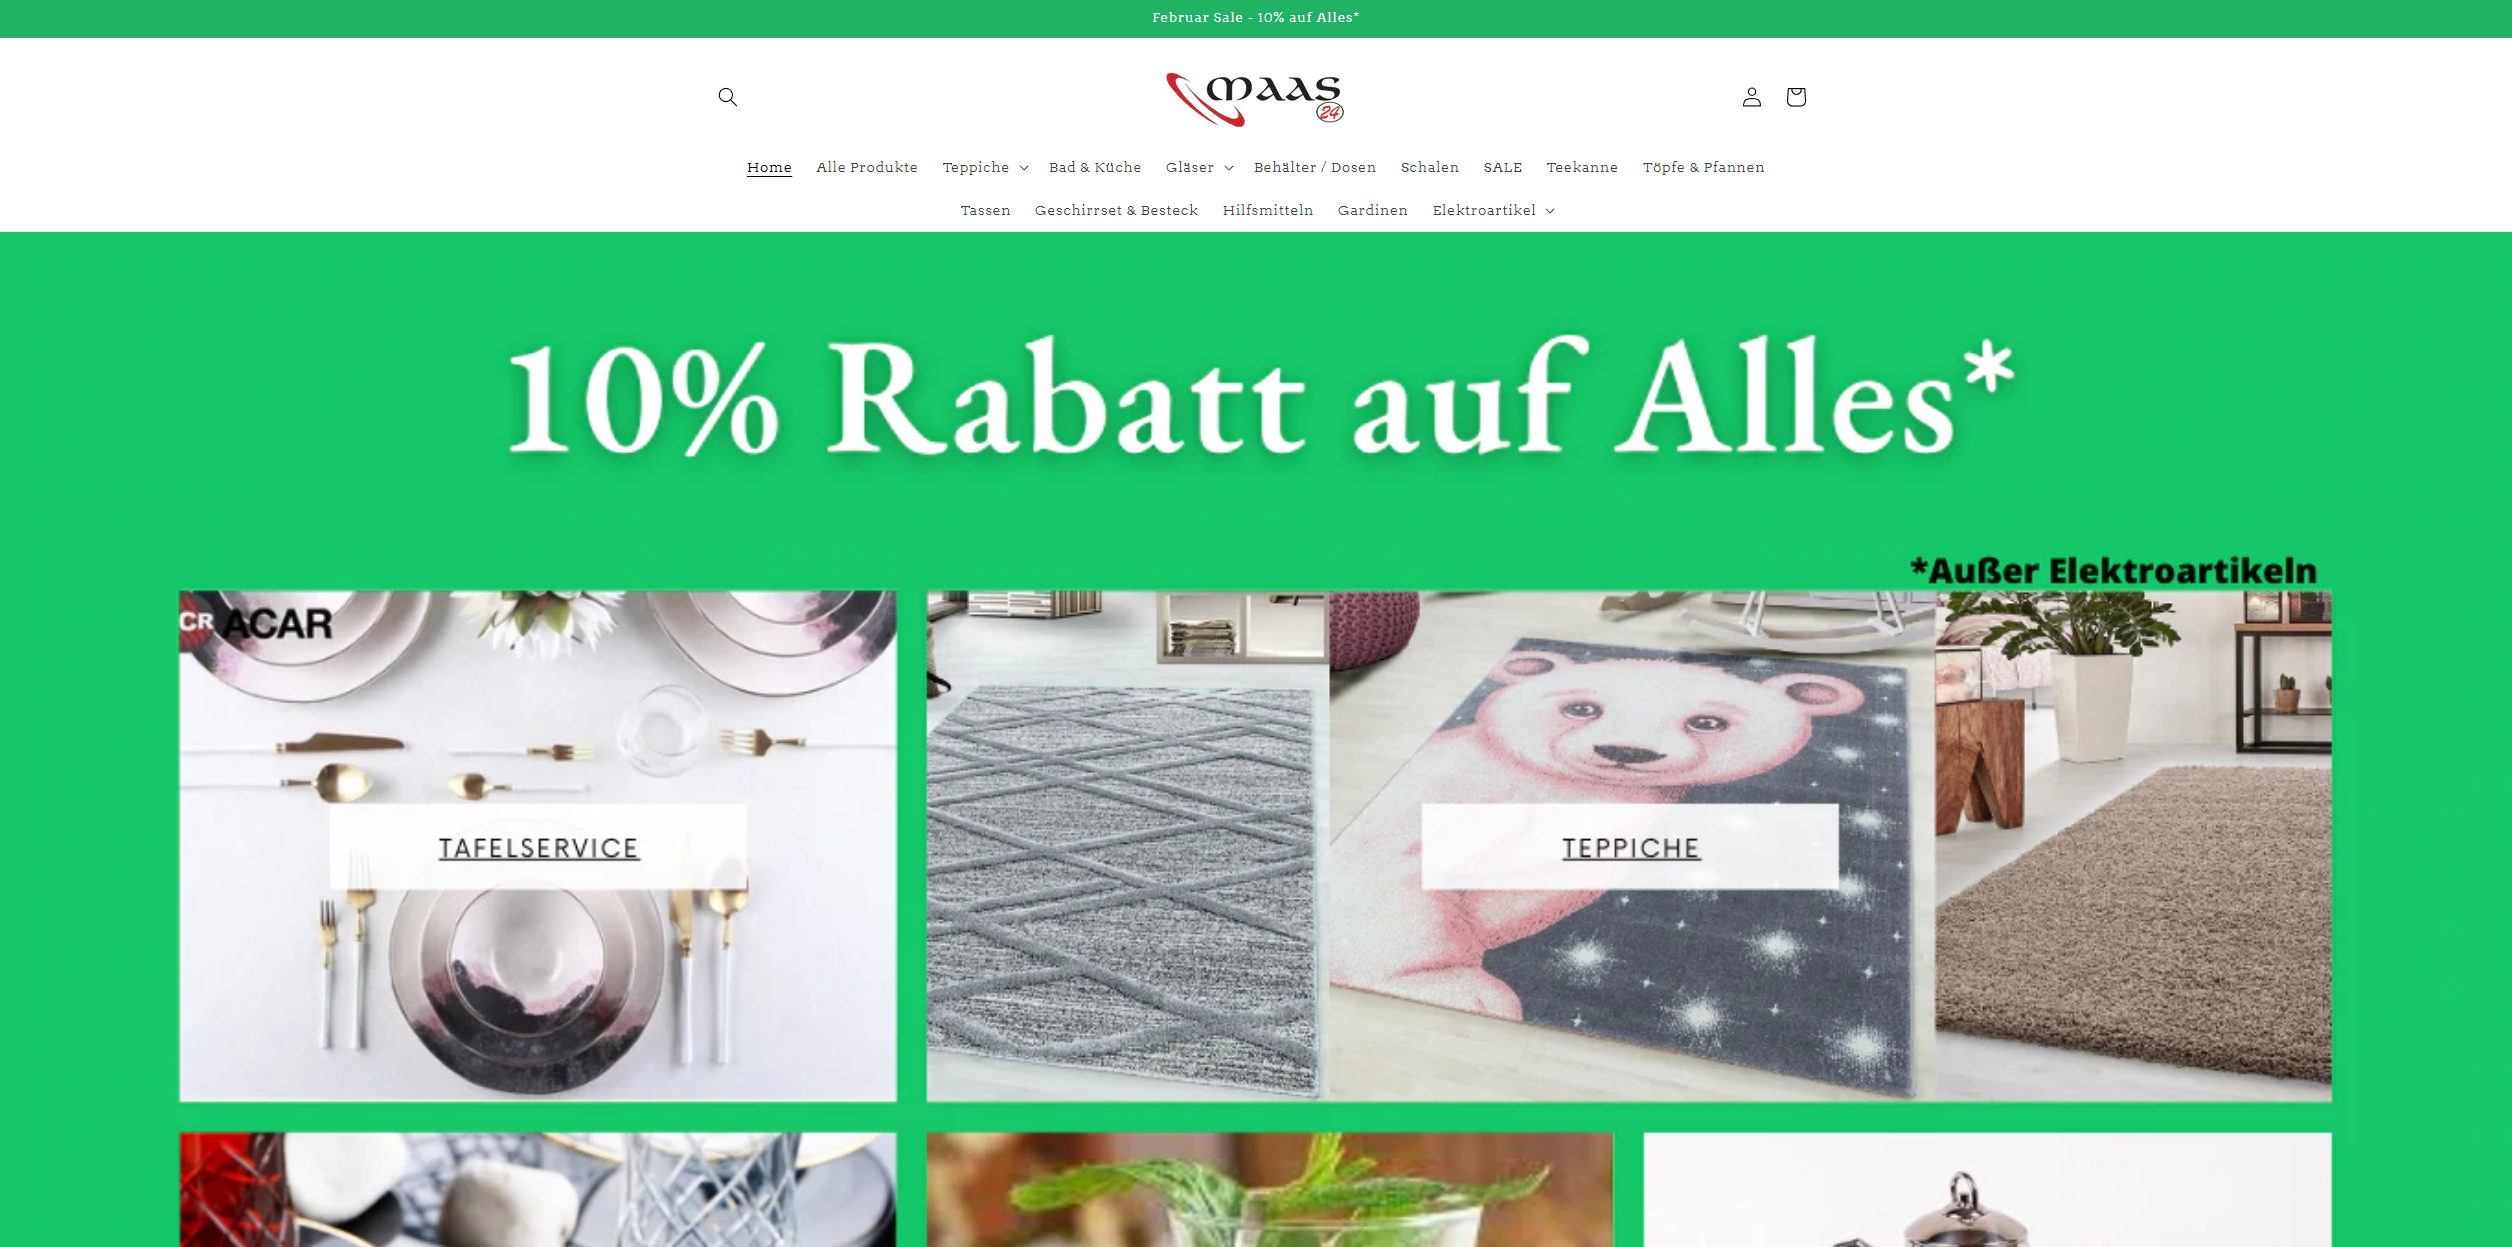 Februar Sale - 10% auf Alles*
MAAS
24
Home Alle Produkte Teppiche Bad & Küche Gläser Behälter / Dosen Schalen SALE Teekanne Töpfe & Pfannen
Tassen Geschirrset & Besteck Hilfsmitteln Gardinen Elektroartikel
10% Rabatt auf Alles*
*Außer Elektroartikeln
CR ACAR
TAFELSERVICE
TEPPICHE